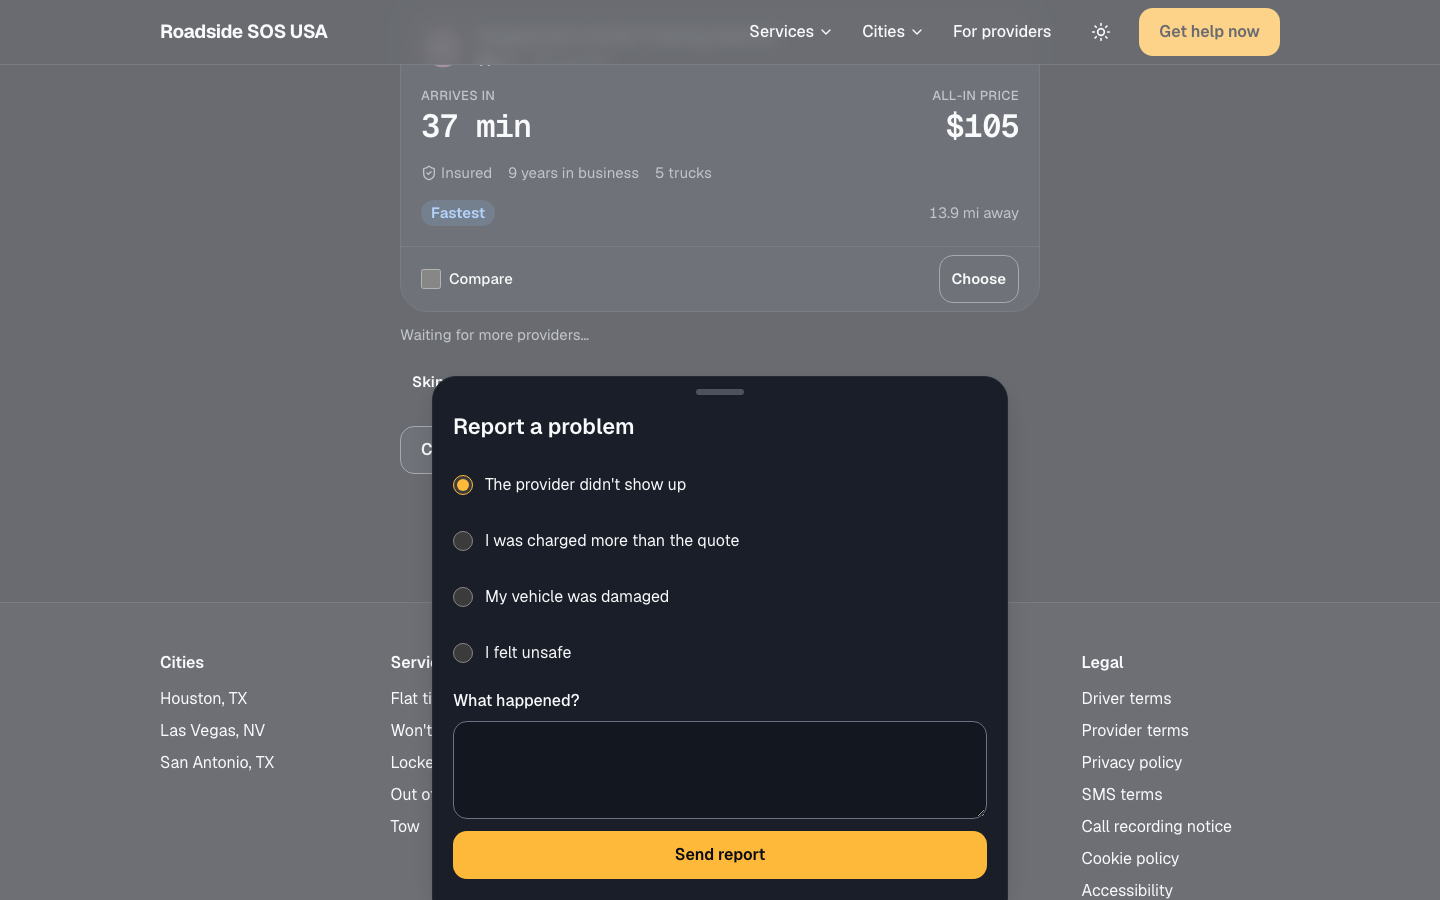 Roadside SOS USA
Services
Cities
For providers
Get help now
ARRIVES IN
ALL-IN PRICE
37 min
$105
Insured
9 years in business
5 trucks
Fastest
13.9 mi away
Compare
Choose
Waiting for more providers…
Report a problem
The provider didn't show up
I was charged more than the quote
My vehicle was damaged
I felt unsafe
What happened?
Send report
Cities
Houston, TX
Las Vegas, NV
San Antonio, TX
Flat
Won't
Tow
Legal
Driver terms
Provider terms
Privacy policy
SMS terms
Call recording notice
Cookie policy
Accessibility